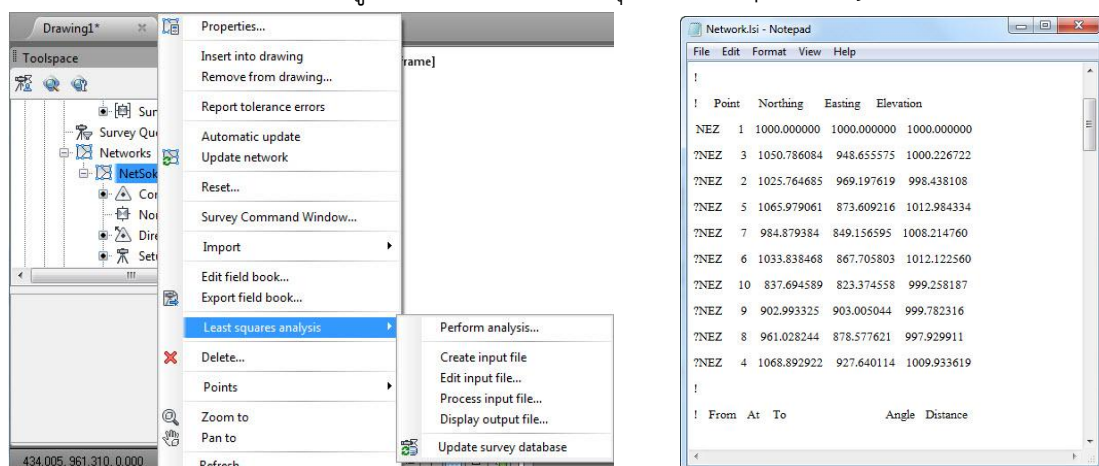 Drawing1*
Toolspace
Sur
Survey Qu
Networks
NetSok
Cor
Nor
Dire
Set
434.005, 961.310, 0.000
rame]
Properties...
Insert into drawing
Remove from drawing...
Report tolerance errors
Automatic update
Update network
Reset...
Survey Command Window...
Import
Edit field book...
Export field book...
Least squares analysis
Delete...
Points
Zoom to
Pan to
Refresh
Perform analysis...
Create input file
Edit input file...
Process input file...
Display output file...
Update survey database
Network.lsi - Notepad
File Edit Format View Help
!
! Point Northing Easting Elevation
NEZ 1 1000.000000 1000.000000 1000.000000
?NEZ 3 1050.786084 948.655575 1000.226722
?NEZ 2 1025.764685 969.197619 998.438108
?NEZ 5 1065.979061 873.609216 1012.984334
?NEZ 7 984.879384 849.156595 1008.214760
?NEZ 6 1033.838468 867.705803 1012.122560
?NEZ 10 837.694589 823.374558 999.258187
?NEZ 9 902.993325 903.005044 999.782316
?NEZ 8 961.028244 878.577621 997.929911
?NEZ 4 1068.892922 927.640114 1009.933619
!
! From At To Angle Distance